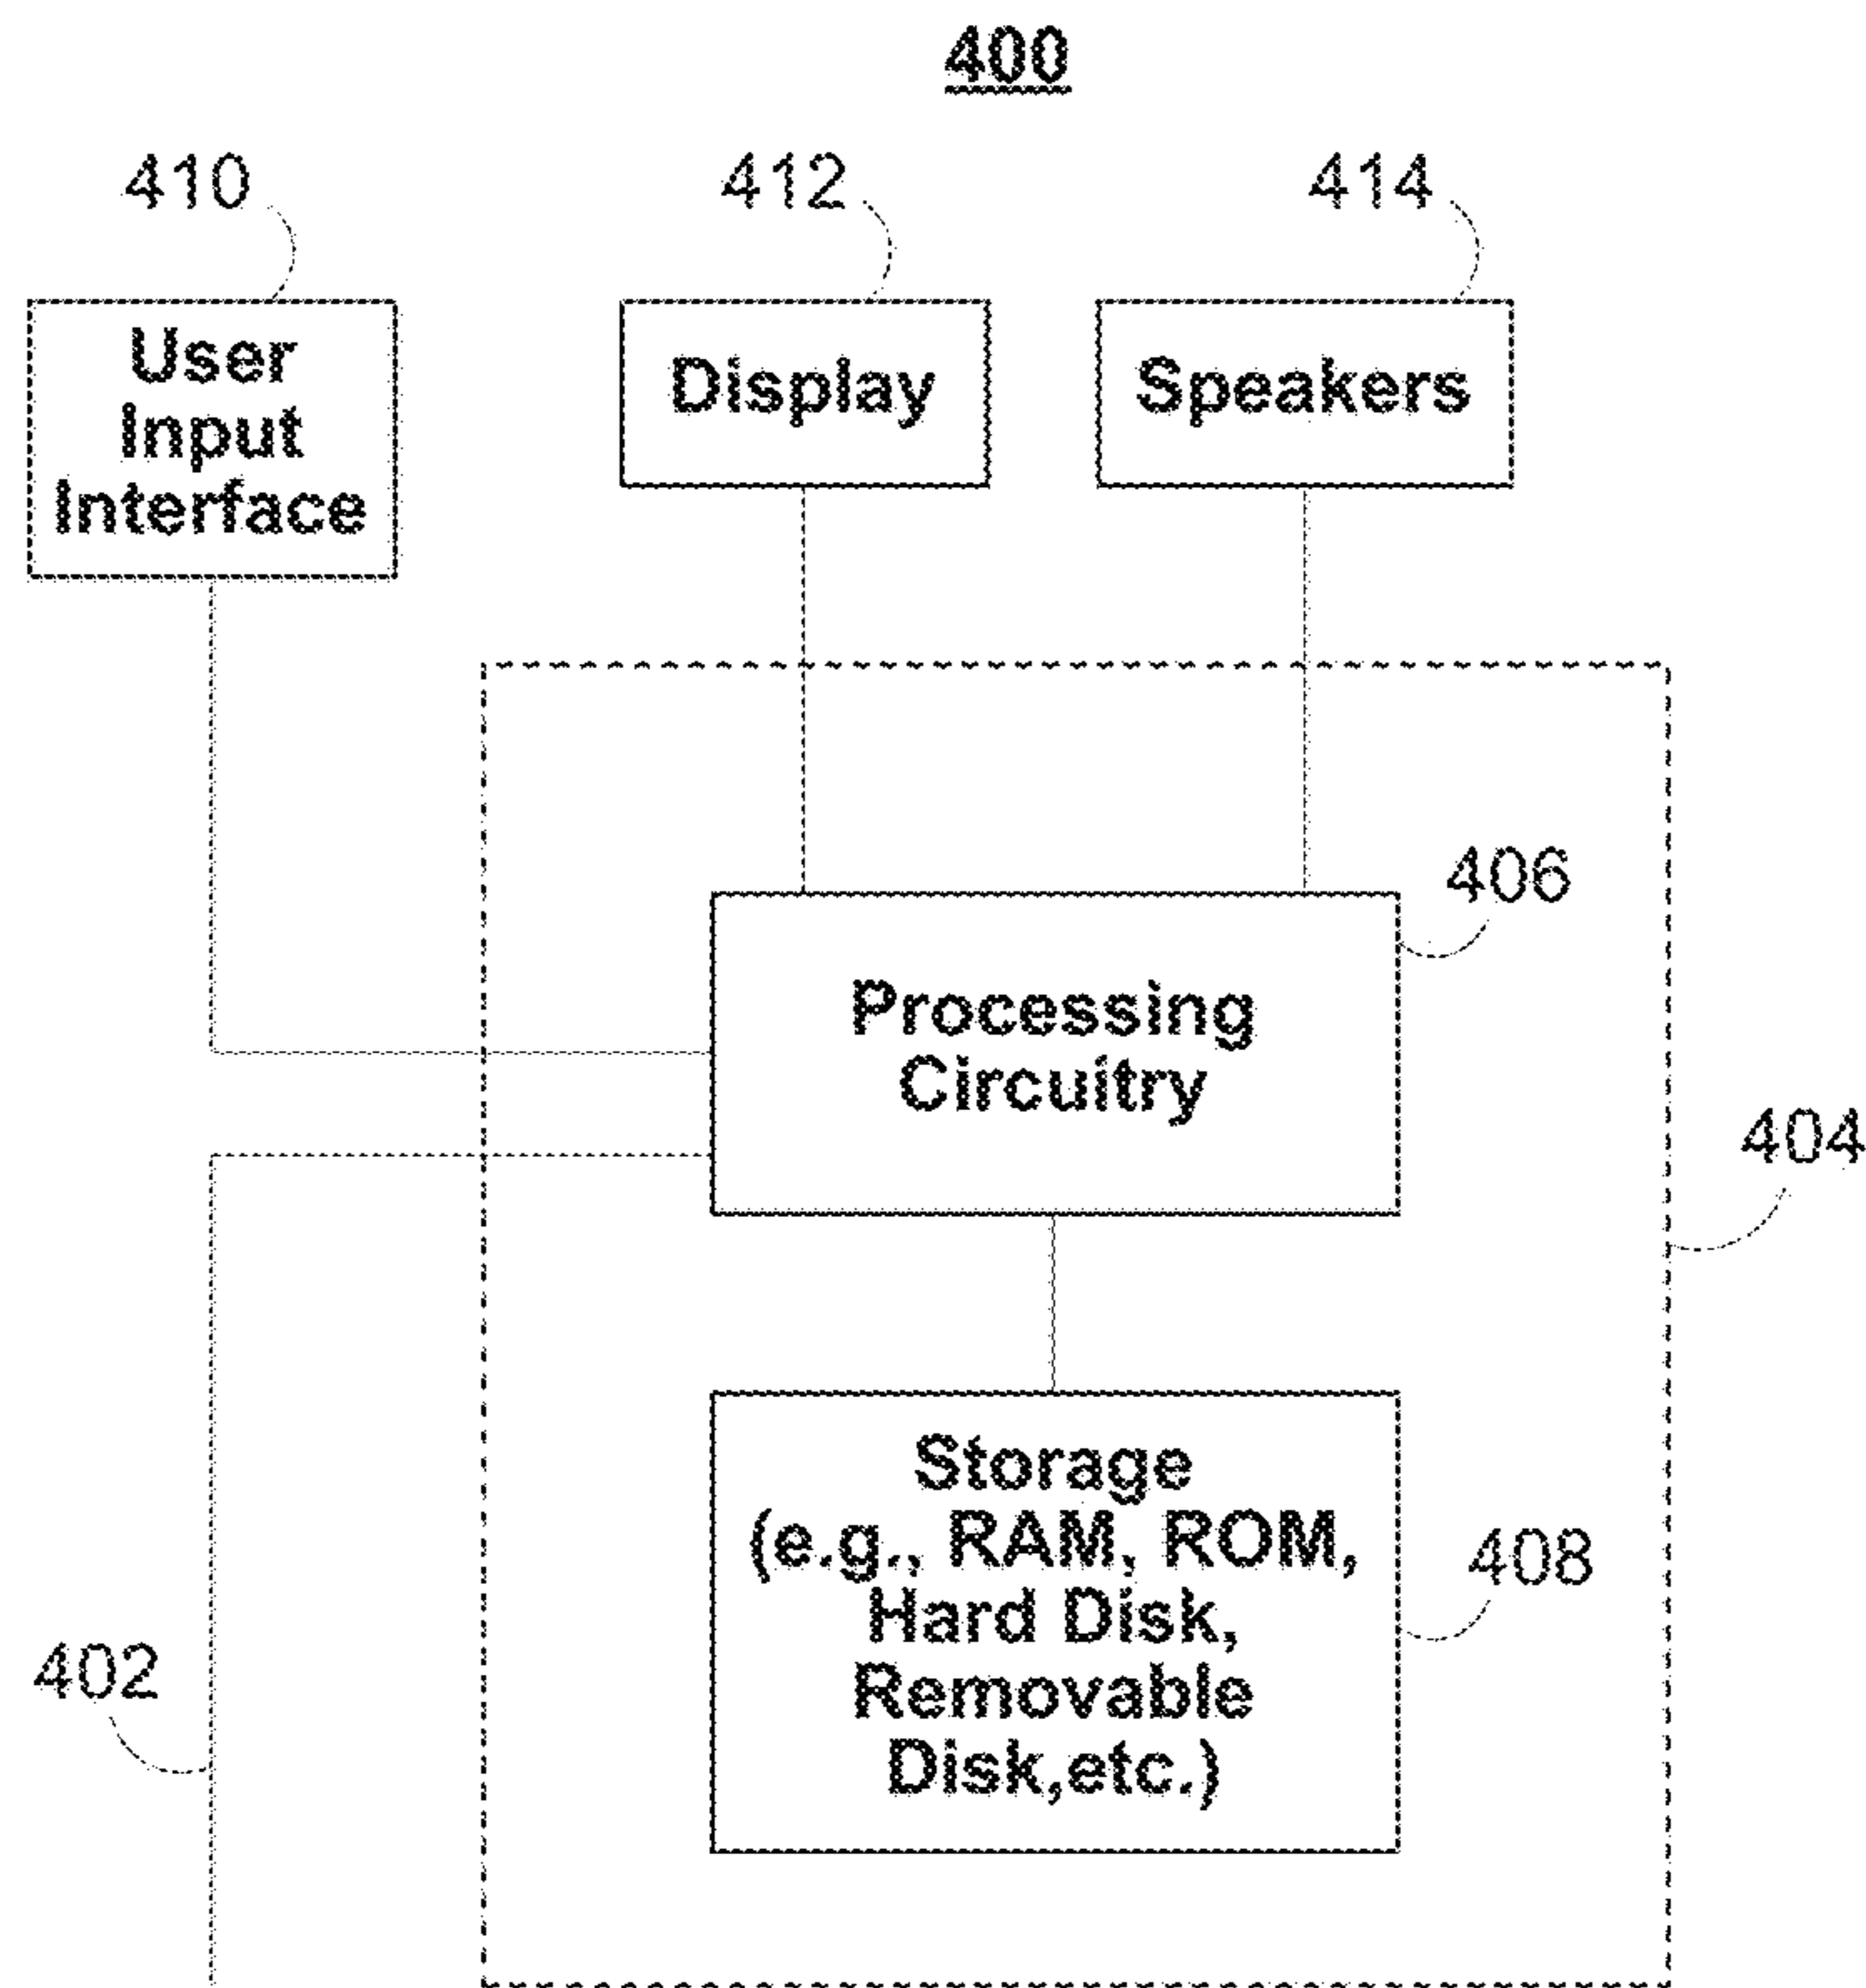 400
410
412
414
User
Input
Interface
Display
Speakers
406
Processing
Circuitry
404
Storage
(e.g., RAM, ROM,
Hard Disk,
Removable
Disk,etc.)
408
402